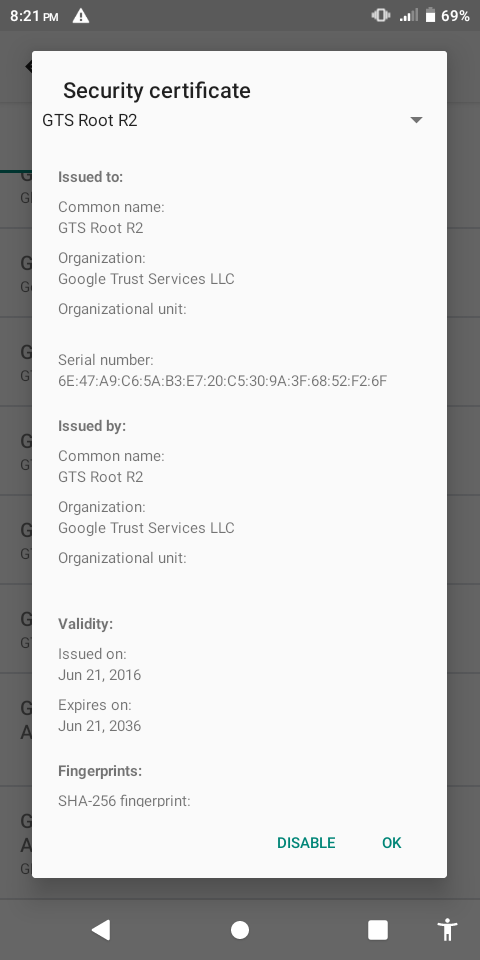 8:21 PM
69%
Security certificate
GTS Root R2
Issued to:
Common name:
GTS Root R2
Organization:
Google Trust Services LLC
Organizational unit:
Serial number:
6E:47:A9:C6:5A:B3:E7:20:C5:30:9A:3F:68:52:F2:6F
Issued by:
Common name:
GTS Root R2
Organization:
Google Trust Services LLC
Organizational unit:
Validity:
Issued on:
Jun 21, 2016
Expires on:
Jun 21, 2036
Fingerprints:
SHA-256 fingerprint:
DISABLE
OK